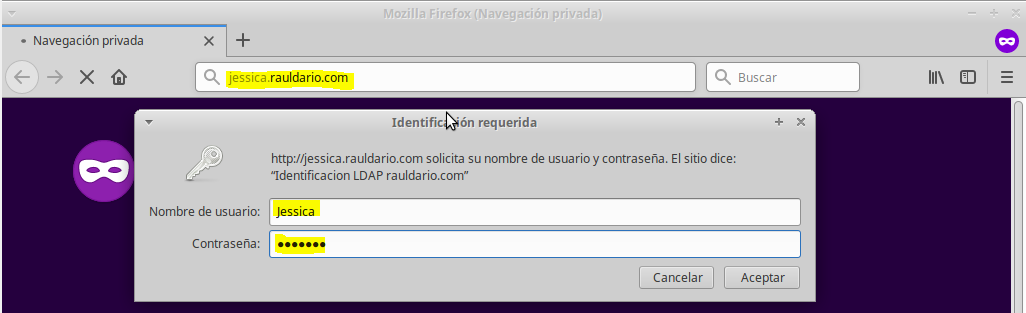 Mozilla Firefox (Navegación privada)
Navegación privada
jessica.rauldario.com
Buscar
Identificación requerida
http://jessica.rauldario.com solicita su nombre de usuario y contraseña. El sitio dice:
“Identificacion LDAP rauldario.com”
Nombre de usuario: Jessica
Contraseña: ●●●●●●●
Cancelar Aceptar